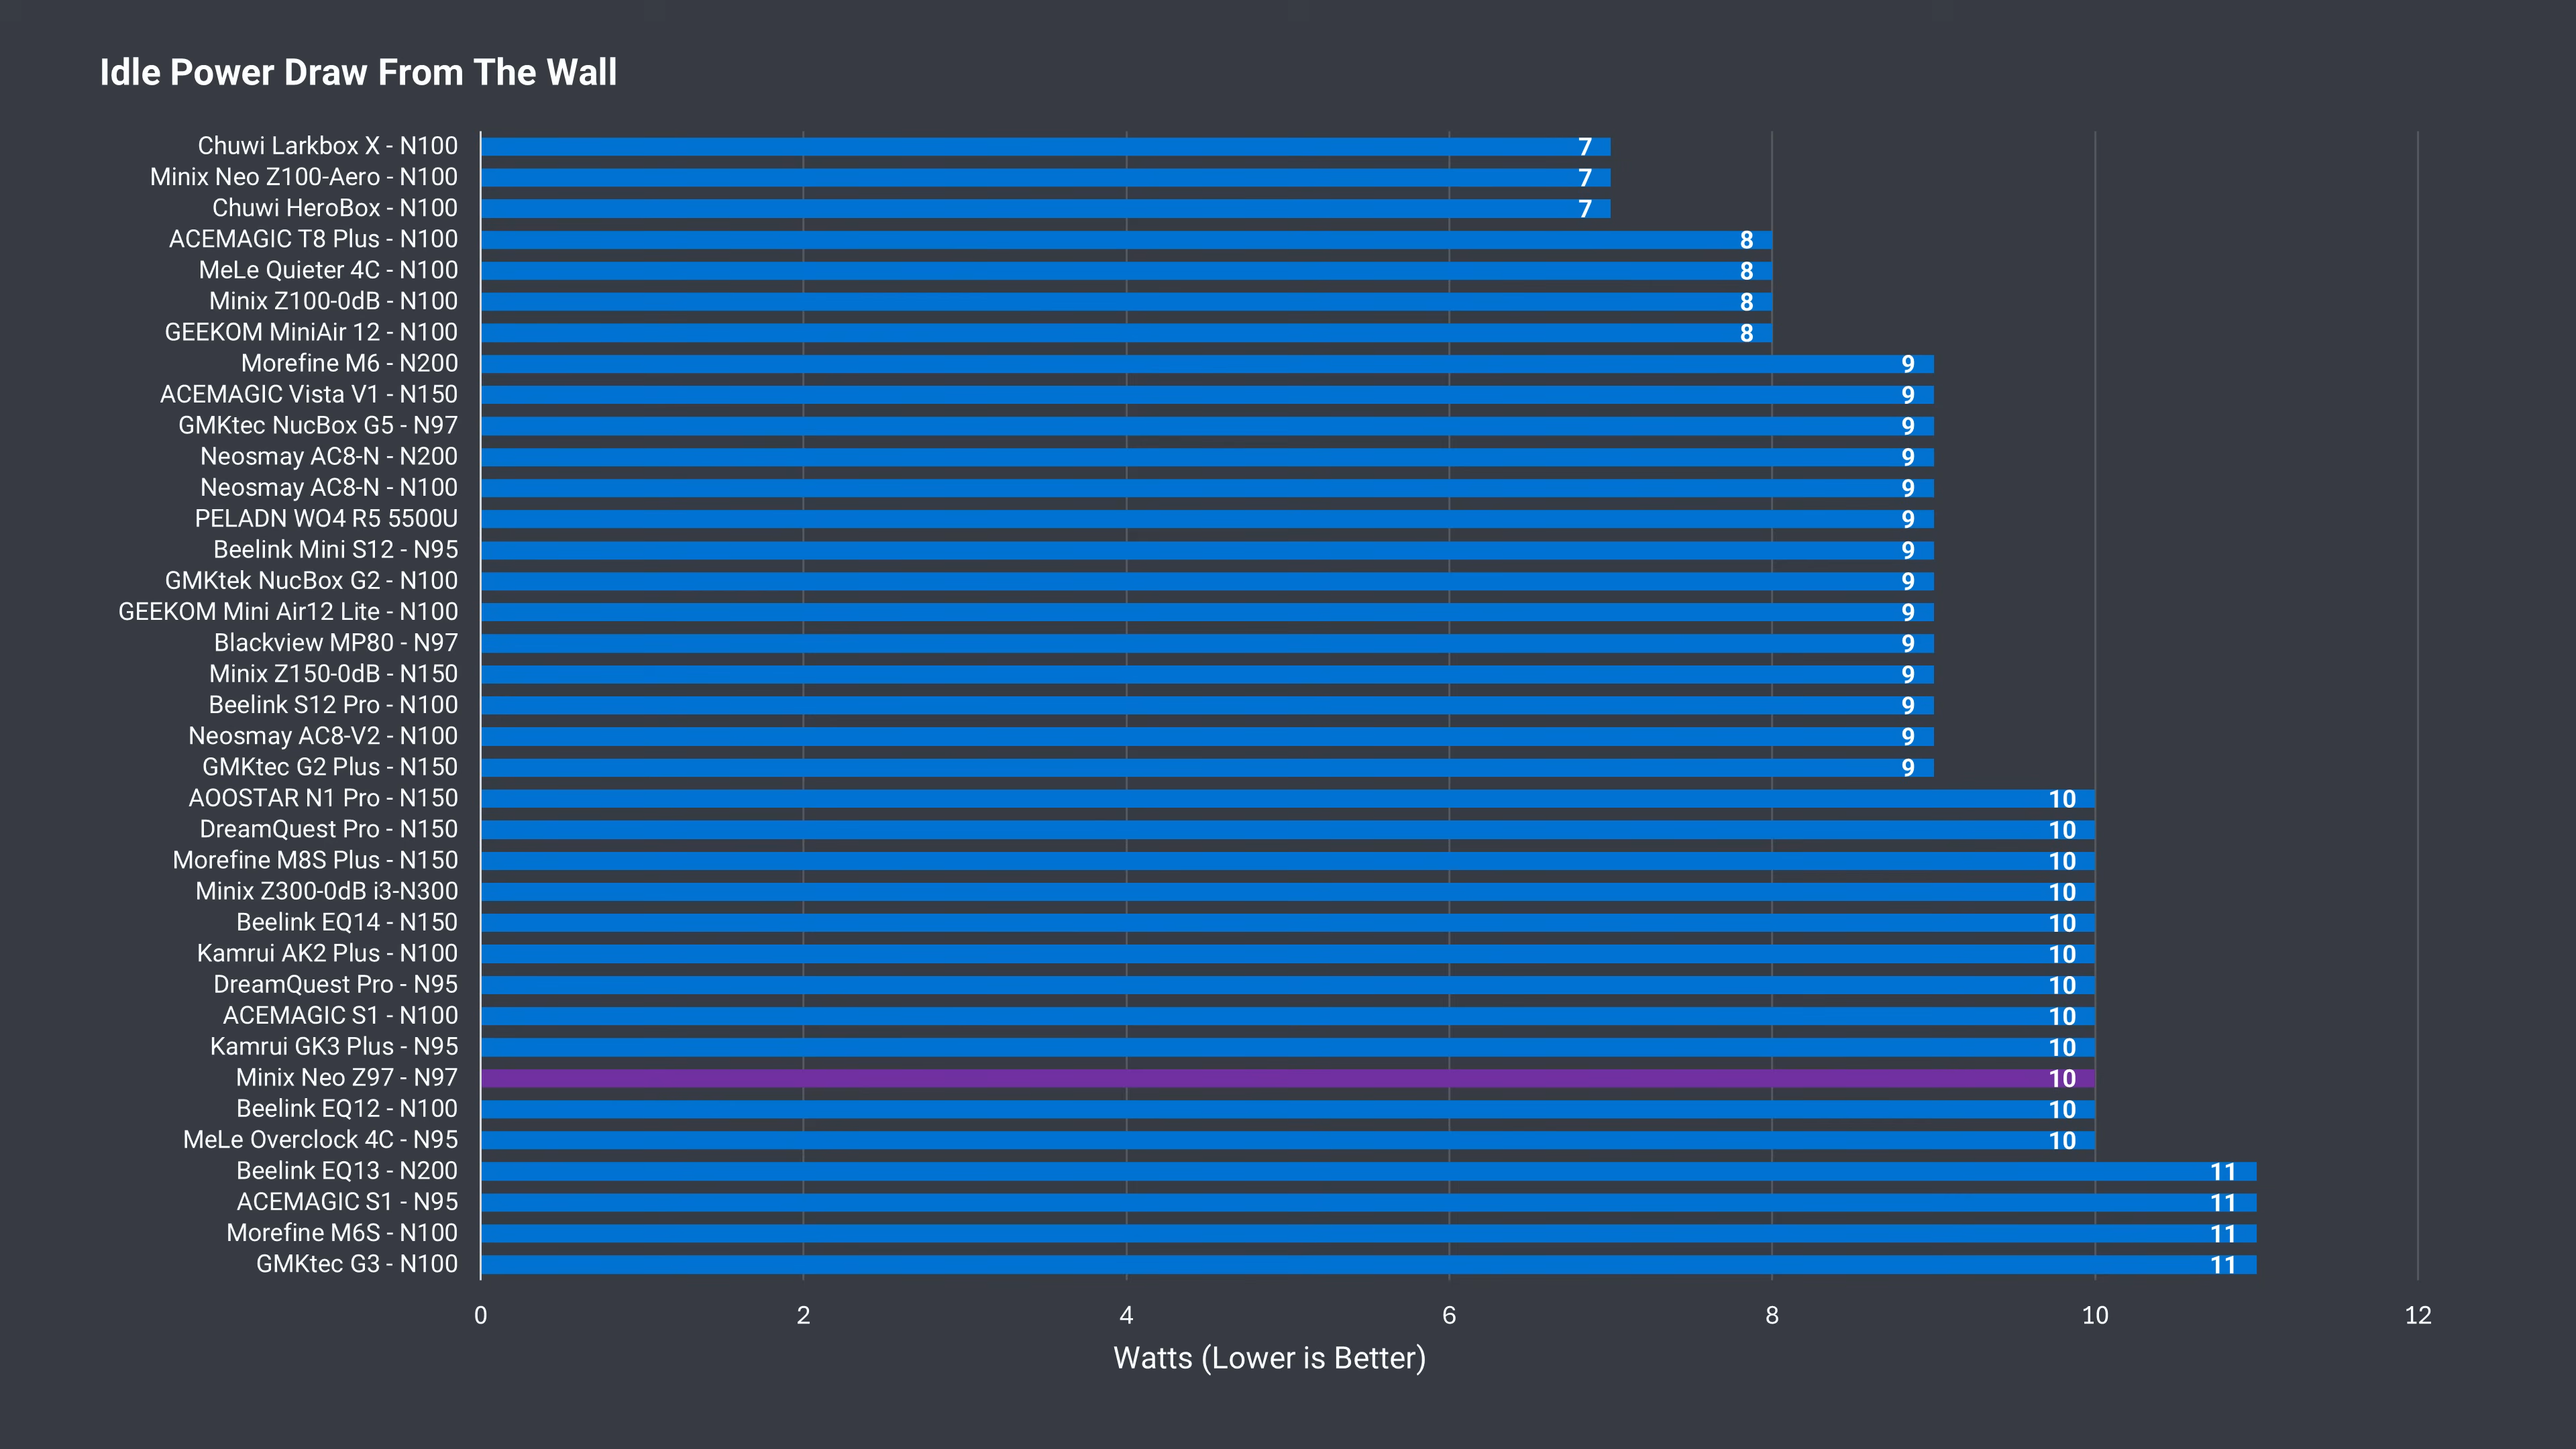 Idle Power Draw From The Wall
Chuwi Larkbox X - N100 7
Minix Neo Z100-Aero - N100 7
Chuwi HeroBox - N100 7
ACEMAGIC T8 Plus - N100 8
MeLe Quieter 4C - N100 8
Minix Z100-0dB - N100 8
GEEKOM MiniAir 12 - N100 8
Morefine M6 - N200 9
ACEMAGIC Vista V1 - N150 9
GMKtec NucBox G5 - N97 9
Neosmay AC8-N - N200 9
Neosmay AC8-N - N100 9
PELADN WO4 R5 5500U 9
Beelink Mini S12 - N95 9
GMKtek NucBox G2 - N100 9
GEEKOM Mini Air12 Lite - N100 9
Blackview MP80 - N97 9
Minix Z150-0dB - N150 9
Beelink S12 Pro - N100 9
Neosmay AC8-V2 - N100 9
GMKtec G2 Plus - N150 9
AOOSTAR N1 Pro - N150 10
DreamQuest Pro - N150 10
Morefine M8S Plus - N150 10
Minix Z300-0dB i3-N300 10
Beelink EQ14 - N150 10
Kamrui AK2 Plus - N100 10
DreamQuest Pro - N95 10
ACEMAGIC S1 - N100 10
Kamrui GK3 Plus - N95 10
Minix Neo Z97 - N97 10
Beelink EQ12 - N100 10
MeLe Overclock 4C - N95 10
Beelink EQ13 - N200 11
ACEMAGIC S1 - N95 11
Morefine M6S - N100 11
GMKtec G3 - N100 11
0 2 4 6 8 10 12
Watts (Lower is Better)